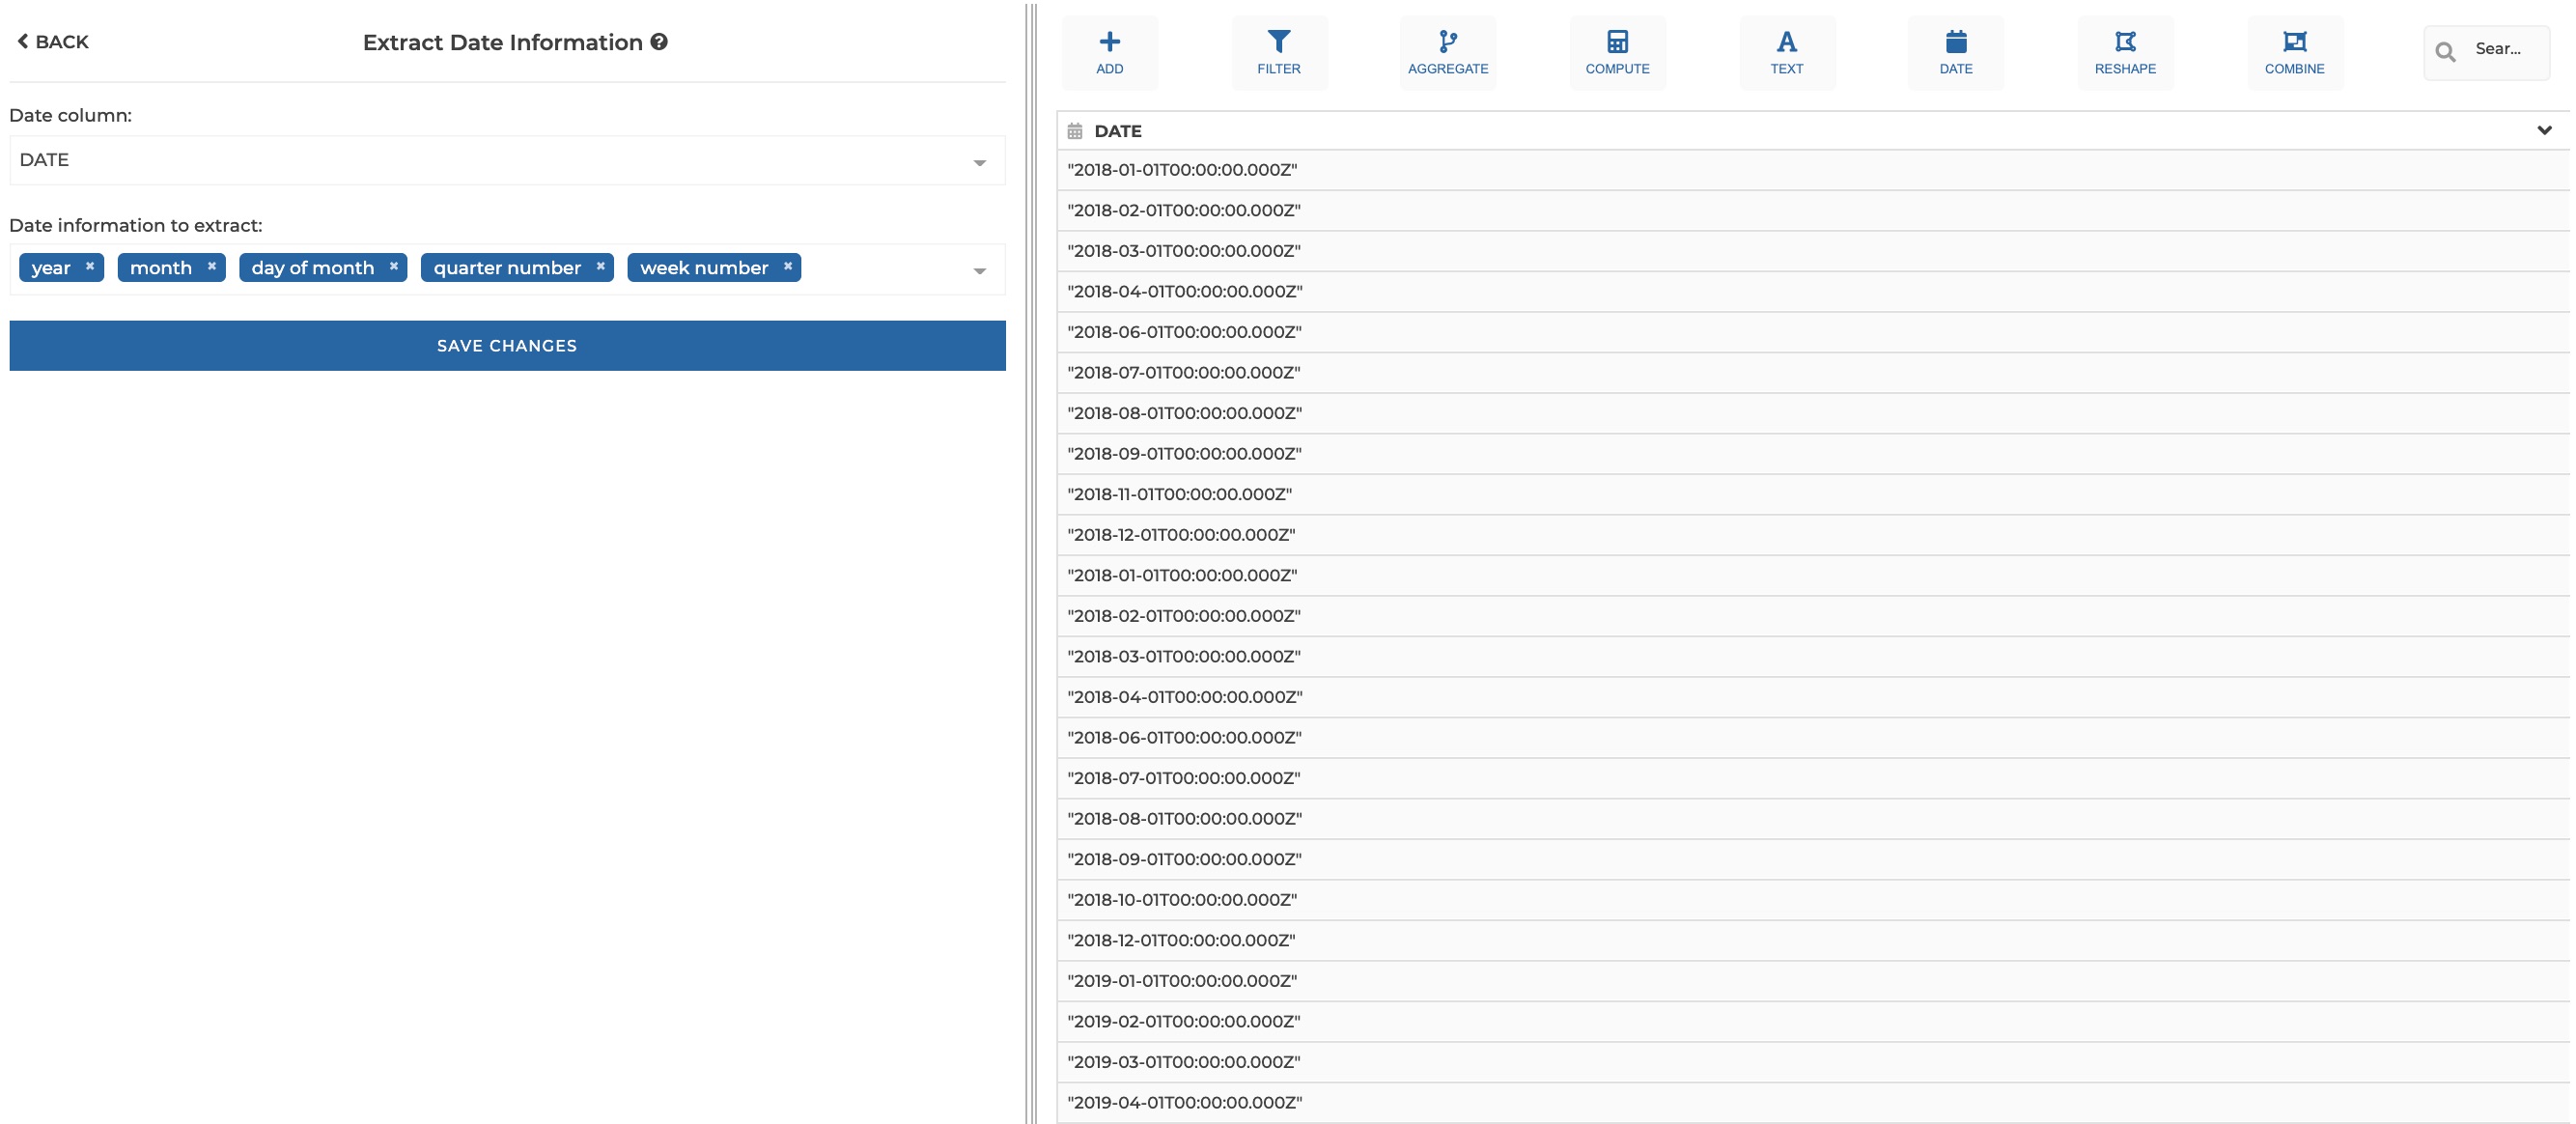 BACK
Extract Date Information
Date column:
DATE
Date information to extract:
year × month × day of month × quarter number × week number ×
SAVE CHANGES
ADD
FILTER
AGGREGATE
COMPUTE
TEXT
DATE
RESHAPE
COMBINE
Sear...
DATE
"2018-01-01T00:00:00.000Z"
"2018-02-01T00:00:00.000Z"
"2018-03-01T00:00:00.000Z"
"2018-04-01T00:00:00.000Z"
"2018-06-01T00:00:00.000Z"
"2018-07-01T00:00:00.000Z"
"2018-08-01T00:00:00.000Z"
"2018-09-01T00:00:00.000Z"
"2018-11-01T00:00:00.000Z"
"2018-12-01T00:00:00.000Z"
"2018-01-01T00:00:00.000Z"
"2018-02-01T00:00:00.000Z"
"2018-03-01T00:00:00.000Z"
"2018-04-01T00:00:00.000Z"
"2018-06-01T00:00:00.000Z"
"2018-07-01T00:00:00.000Z"
"2018-08-01T00:00:00.000Z"
"2018-09-01T00:00:00.000Z"
"2018-10-01T00:00:00.000Z"
"2018-12-01T00:00:00.000Z"
"2019-01-01T00:00:00.000Z"
"2019-02-01T00:00:00.000Z"
"2019-03-01T00:00:00.000Z"
"2019-04-01T00:00:00.000Z"